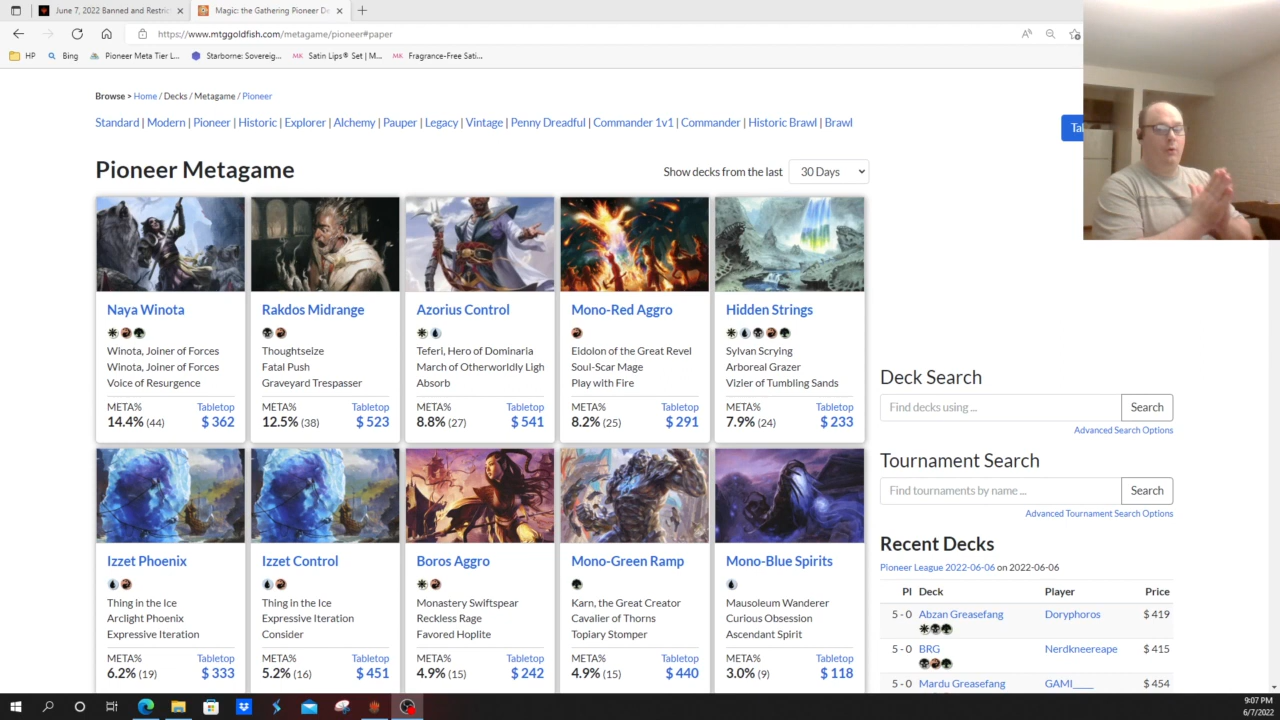 June 7, 2022 Banned and Restric
Magic: the Gathering Pioneer De
https://www.mtggoldfish.com/metagame/pioneer#paper
HP
Bing
Pioneer Meta Tier L...
Starborne: Sovereig...
MK Satin Lips® Set | M...
MK Fragrance-Free Sati...
Browse > Home / Decks / Metagame / Pioneer
Standard | Modern | Pioneer | Historic | Explorer | Alchemy | Pauper | Legacy | Vintage | Penny Dreadful | Commander 1v1 | Commander | Historic Brawl | Brawl
Ta
Pioneer Metagame
Show decks from the last 30 Days
Naya Winota
Winota, Joiner of Forces
Winota, Joiner of Forces
Voice of Resurgence
META% Tabletop
14.4% (44) $ 362
Rakdos Midrange
Thoughtseize
Fatal Push
Graveyard Trespasser
META% Tabletop
12.5% (38) $ 523
Azorius Control
Teferi, Hero of Dominaria
March of Otherworldly Ligh
Absorb
META% Tabletop
8.8% (27) $ 541
Mono-Red Aggro
Eidolon of the Great Revel
Soul-Scar Mage
Play with Fire
META% Tabletop
8.2% (25) $ 291
Hidden Strings
Sylvan Scrying
Arboreal Grazer
Vizier of Tumbling Sands
META% Tabletop
7.9% (24) $ 233
Izzet Phoenix
Thing in the Ice
Arclight Phoenix
Expressive Iteration
META% Tabletop
6.2% (19) $ 333
Izzet Control
Thing in the Ice
Expressive Iteration
Consider
META% Tabletop
5.2% (16) $ 451
Boros Aggro
Monastery Swiftspear
Reckless Rage
Favored Hoplite
META% Tabletop
4.9% (15) $ 242
Mono-Green Ramp
Karn, the Great Creator
Cavalier of Thorns
Topiary Stomper
META% Tabletop
4.9% (15) $ 440
Mono-Blue Spirits
Mausoleum Wanderer
Curious Obsession
Ascendant Spirit
META% Tabletop
3.0% (9) $ 118
Deck Search
Find decks using ... Search
Advanced Search Options
Tournament Search
Find tournaments by name ... Search
Advanced Tournament Search Options
Recent Decks
Pioneer League 2022-06-06 on 2022-06-06
Pl Deck Player Price
5 - 0 Abzan Greasefang Doryphoros $ 419
5 - 0 BRG Nerdkneereape $ 415
5 - 0 Mardu Greasefang GAMI_____ $ 454
9:07 PM
6/7/2022